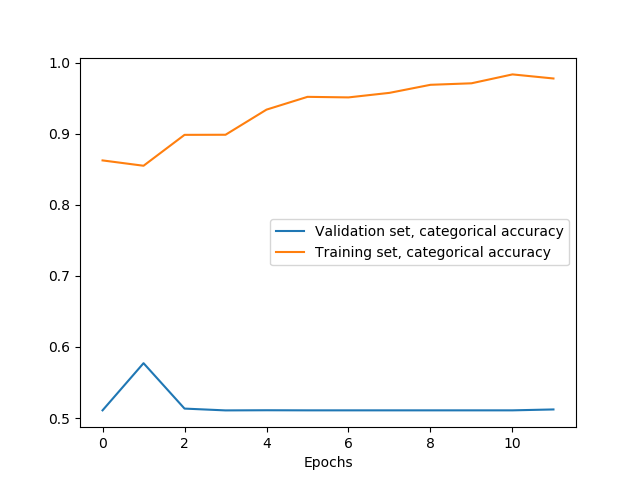 1.0
0.9
0.8
0.7
0.6
0.5
Validation set, categorical accuracy
Training set, categorical accuracy
0 2 4 6 8 10
Epochs